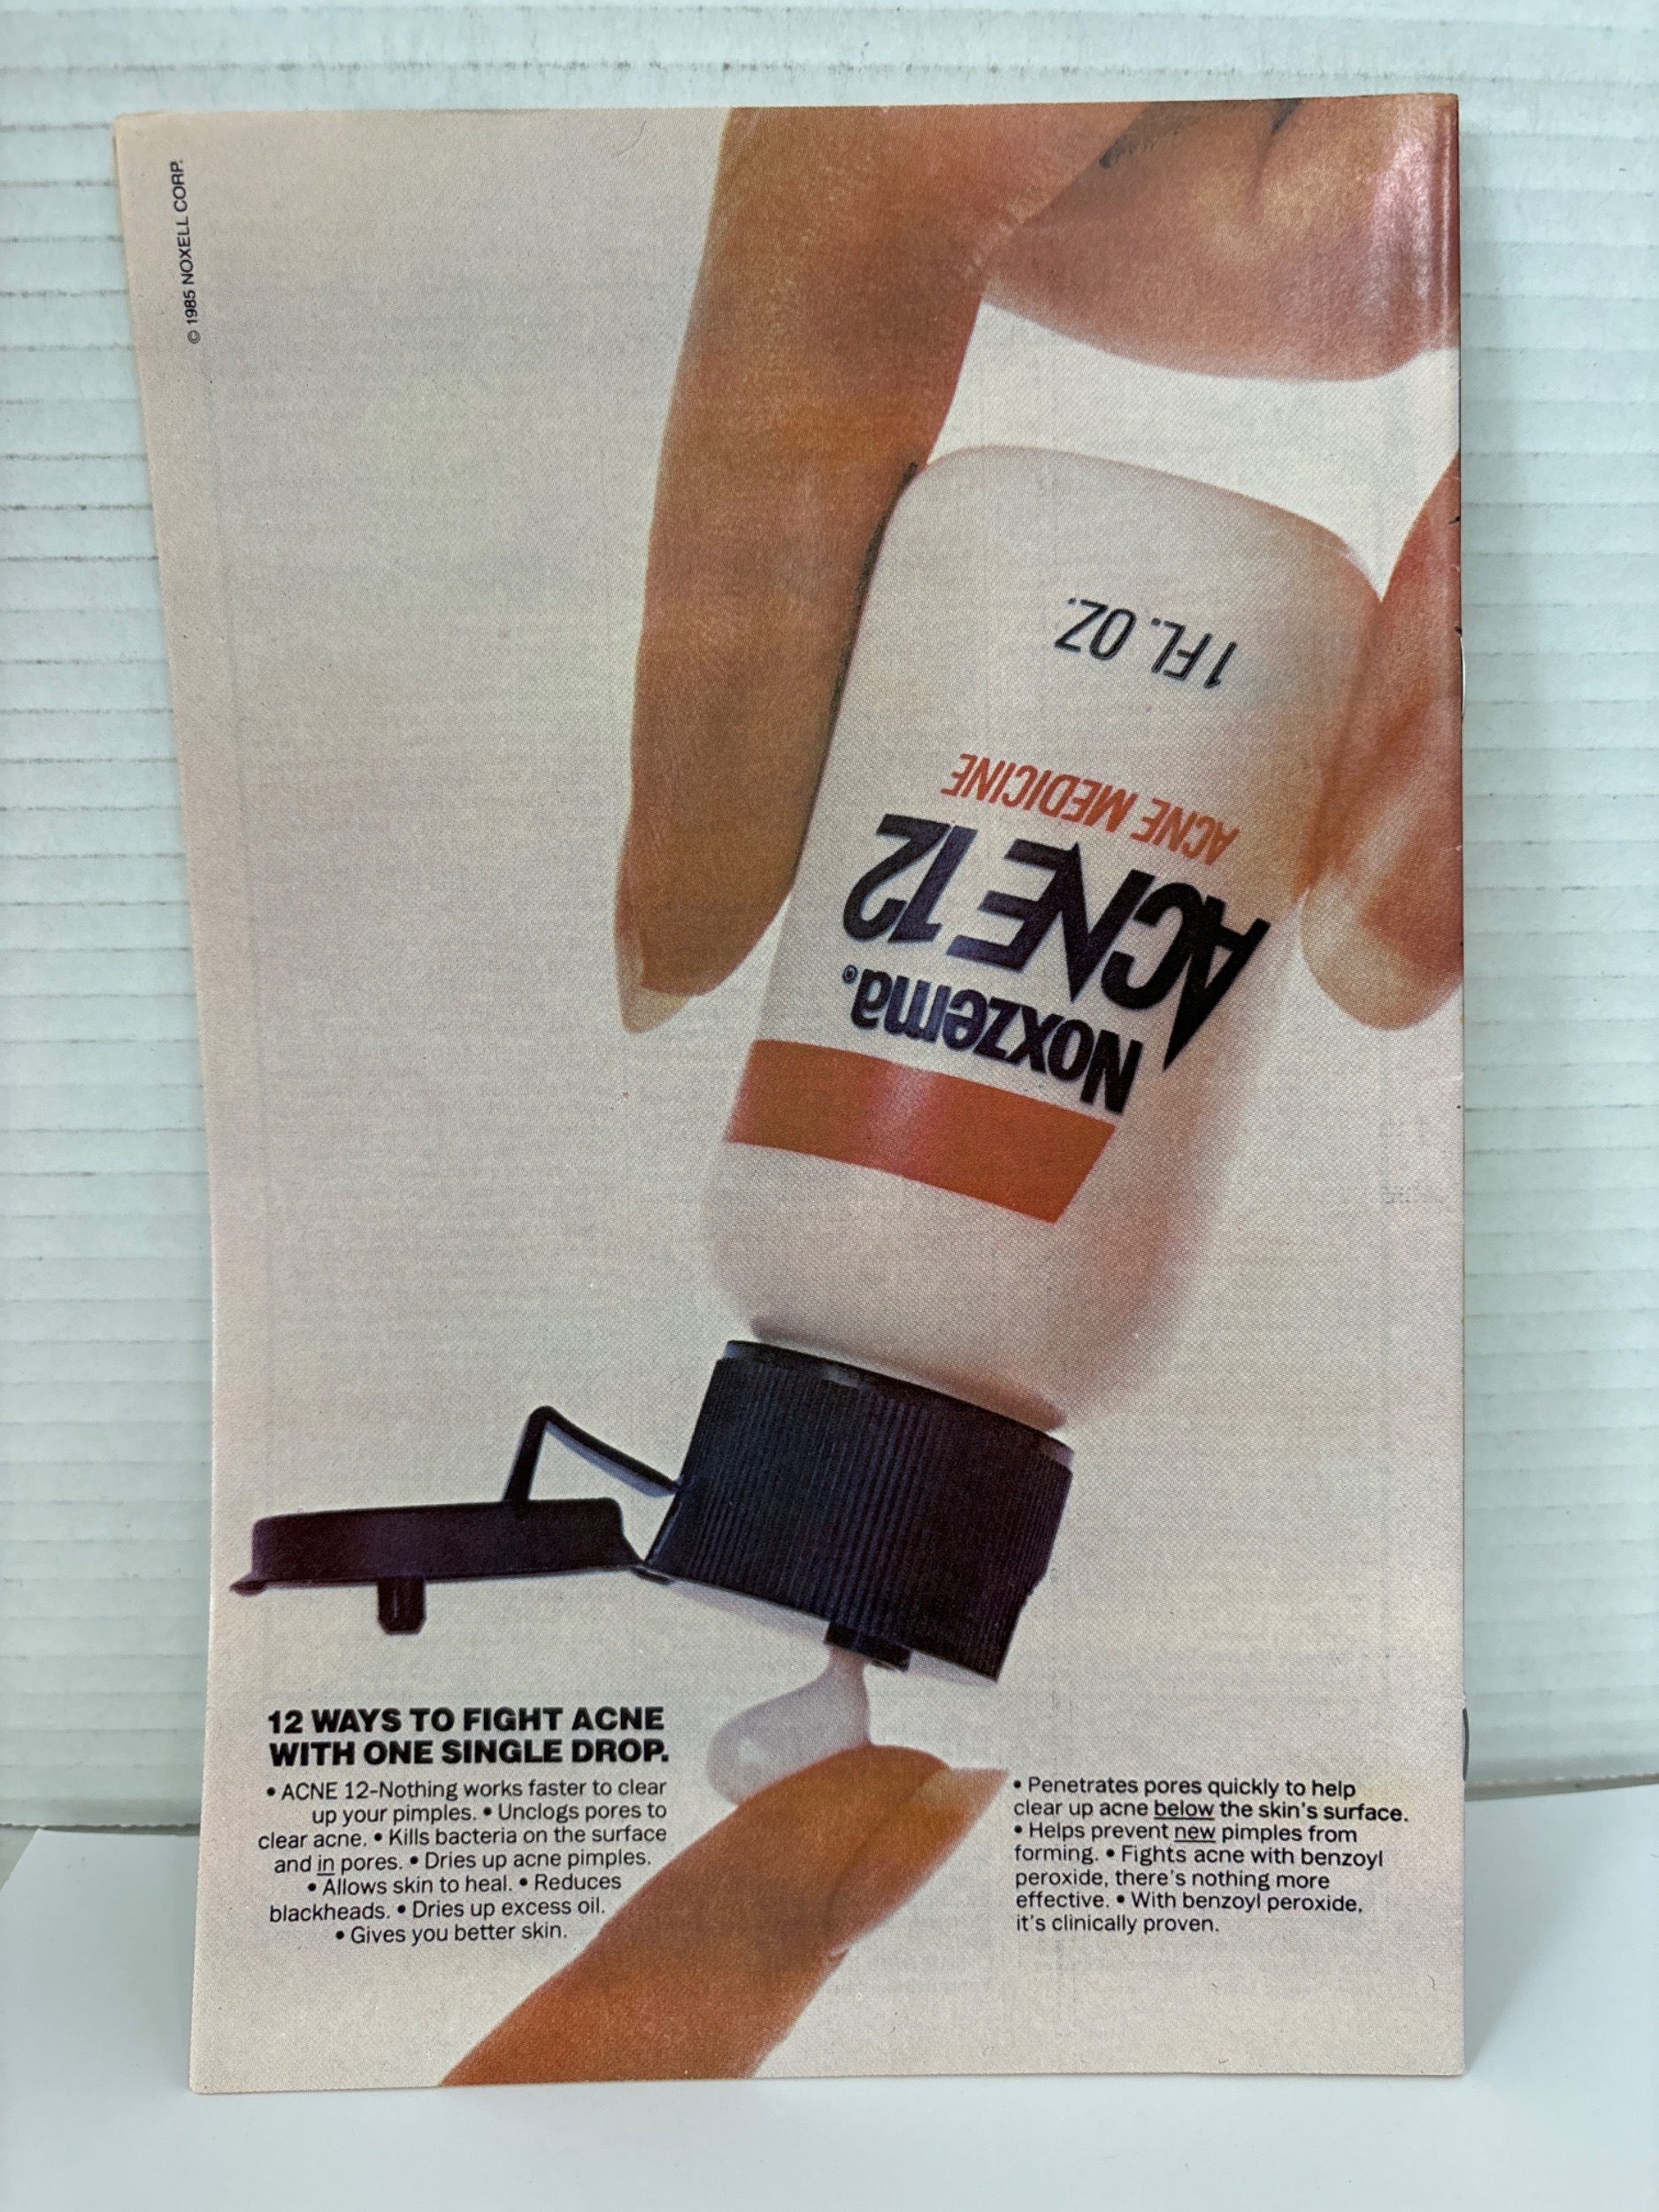 © 1985 NOXELL CORP.
1 FL. OZ.
ACNE MEDICINE
ACNE 12
Noxzema®
12 WAYS TO FIGHT ACNE
WITH ONE SINGLE DROP.
• ACNE 12–Nothing works faster to clear
up your pimples. • Unclogs pores to
clear acne. • Kills bacteria on the surface
and in pores. • Dries up acne pimples.
• Allows skin to heal. • Reduces
blackheads. • Dries up excess oil.
• Gives you better skin.
• Penetrates pores quickly to help
clear up acne below the skin's surface.
• Helps prevent new pimples from
forming. • Fights acne with benzoyl
peroxide, there's nothing more
effective. • With benzoyl peroxide,
it's clinically proven.